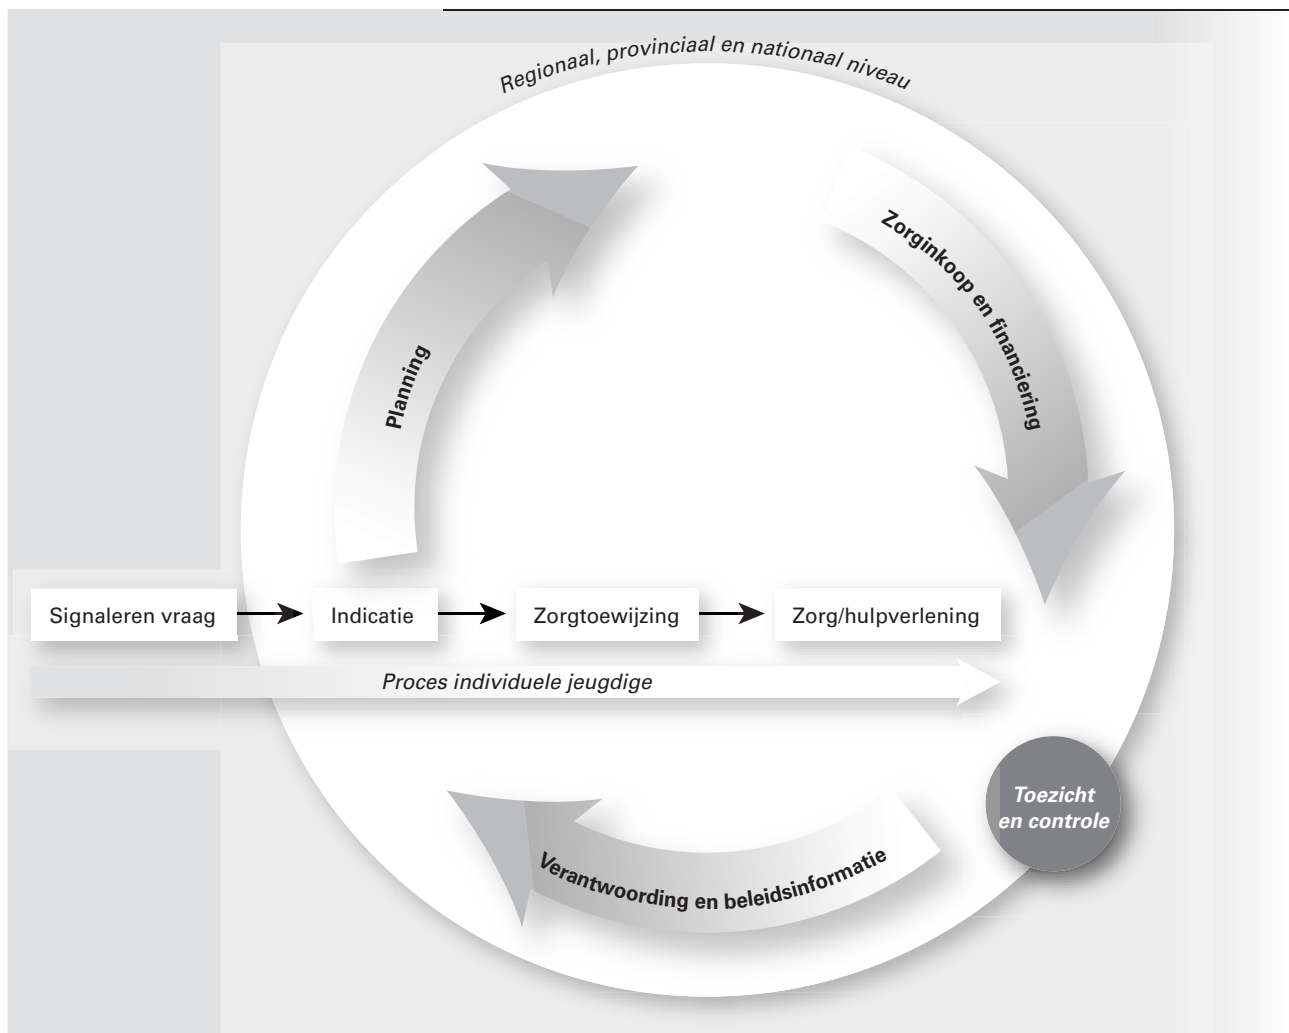 Regionaal, provinciaal en nationaal niveau
Zorginkoop en financiering
Planning
Signaleren vraag
Indicatie
Zorgtoewijzing
Zorg/hulpverlening
Proces individuele jeugdige
Toezicht
en controle
Verantwoording en beleidsinformatie